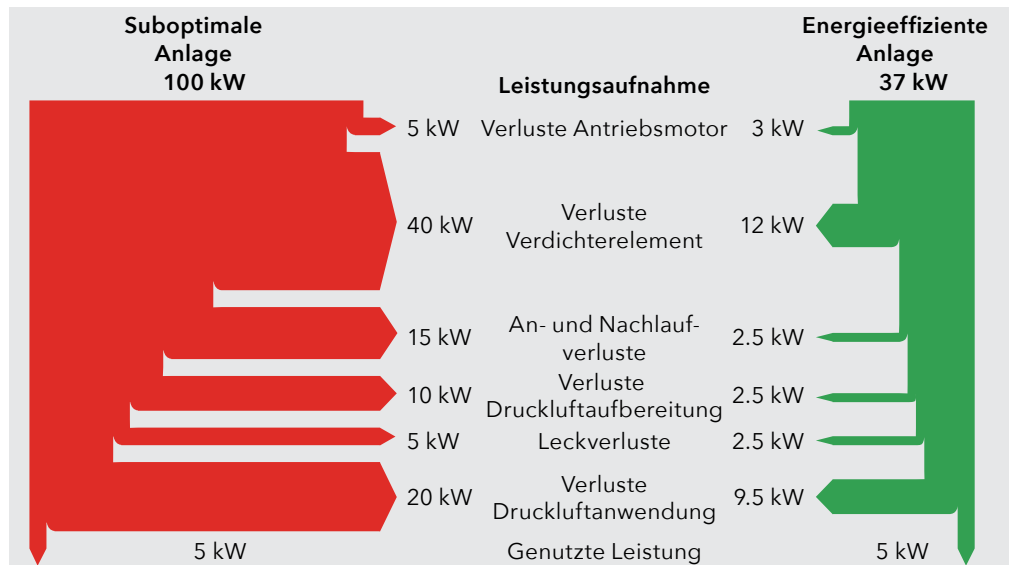 Suboptimale
Anlage
100 kW
Energieeffiziente
Anlage
37 kW
Leistungsaufnahme
5 kW Verluste Antriebsmotor 3 kW
40 kW Verluste
Verdichterelement 12 kW
15 kW An- und Nachlauf-
verluste 2.5 kW
10 kW Verluste
Druckluftaufbereitung 2.5 kW
5 kW Leckverluste 2.5 kW
20 kW Verluste
Druckluftanwendung 9.5 kW
5 kW Genutzte Leistung 5 kW